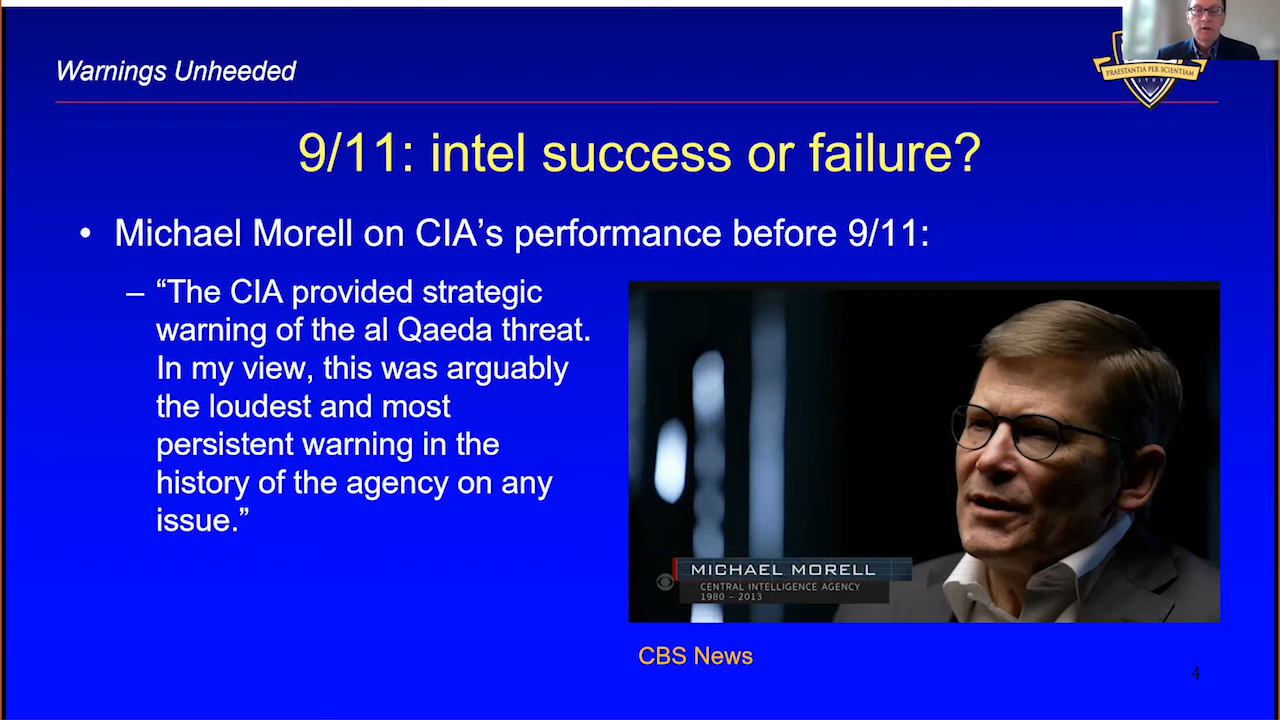 Warnings Unheeded
PRAESTANTIA PER SCIENTIAM
1909
9/11: intel success or failure?
• Michael Morell on CIA’s performance before 9/11:
– “The CIA provided strategic
warning of the al Qaeda threat.
In my view, this was arguably
the loudest and most
persistent warning in the
history of the agency on any
issue.”
MICHAEL MORELL
CENTRAL INTELLIGENCE AGENCY
1980 – 2013
CBS News
4